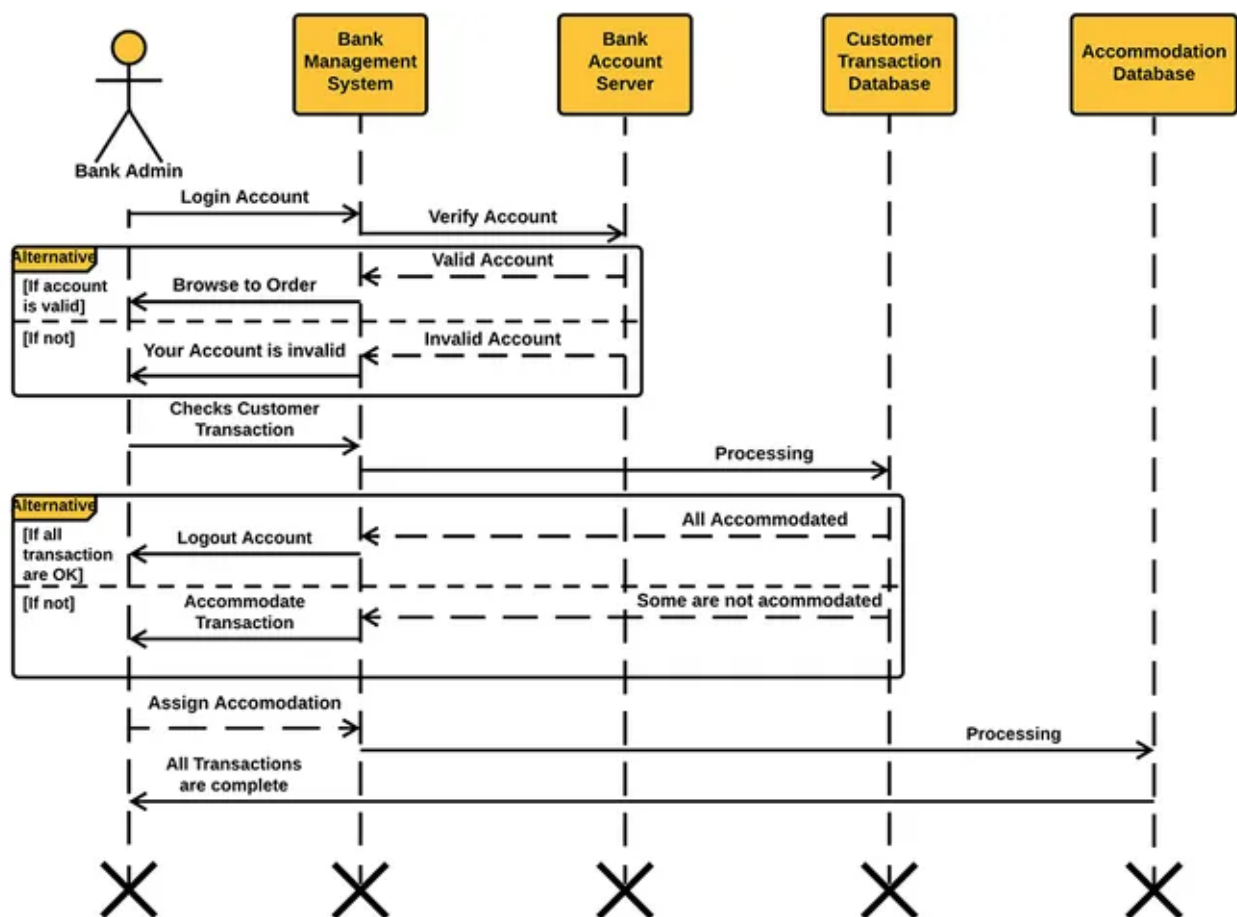 Bank
Management
System
Bank
Account
Server
Customer
Transaction
Database
Accommodation
Database
Bank Admin
Login Account
Verify Account
Alternative
Valid Account
[If account
is valid]
Browse to Order
[If not]
Invalid Account
Your Account is invalid
Checks Customer
Transaction
Processing
Alternative
All Accommodated
[If all
transaction
are OK]
Logout Account
[If not]
Accommodate
Transaction
Some are not acommodated
Assign Accomodation
Processing
All Transactions
are complete